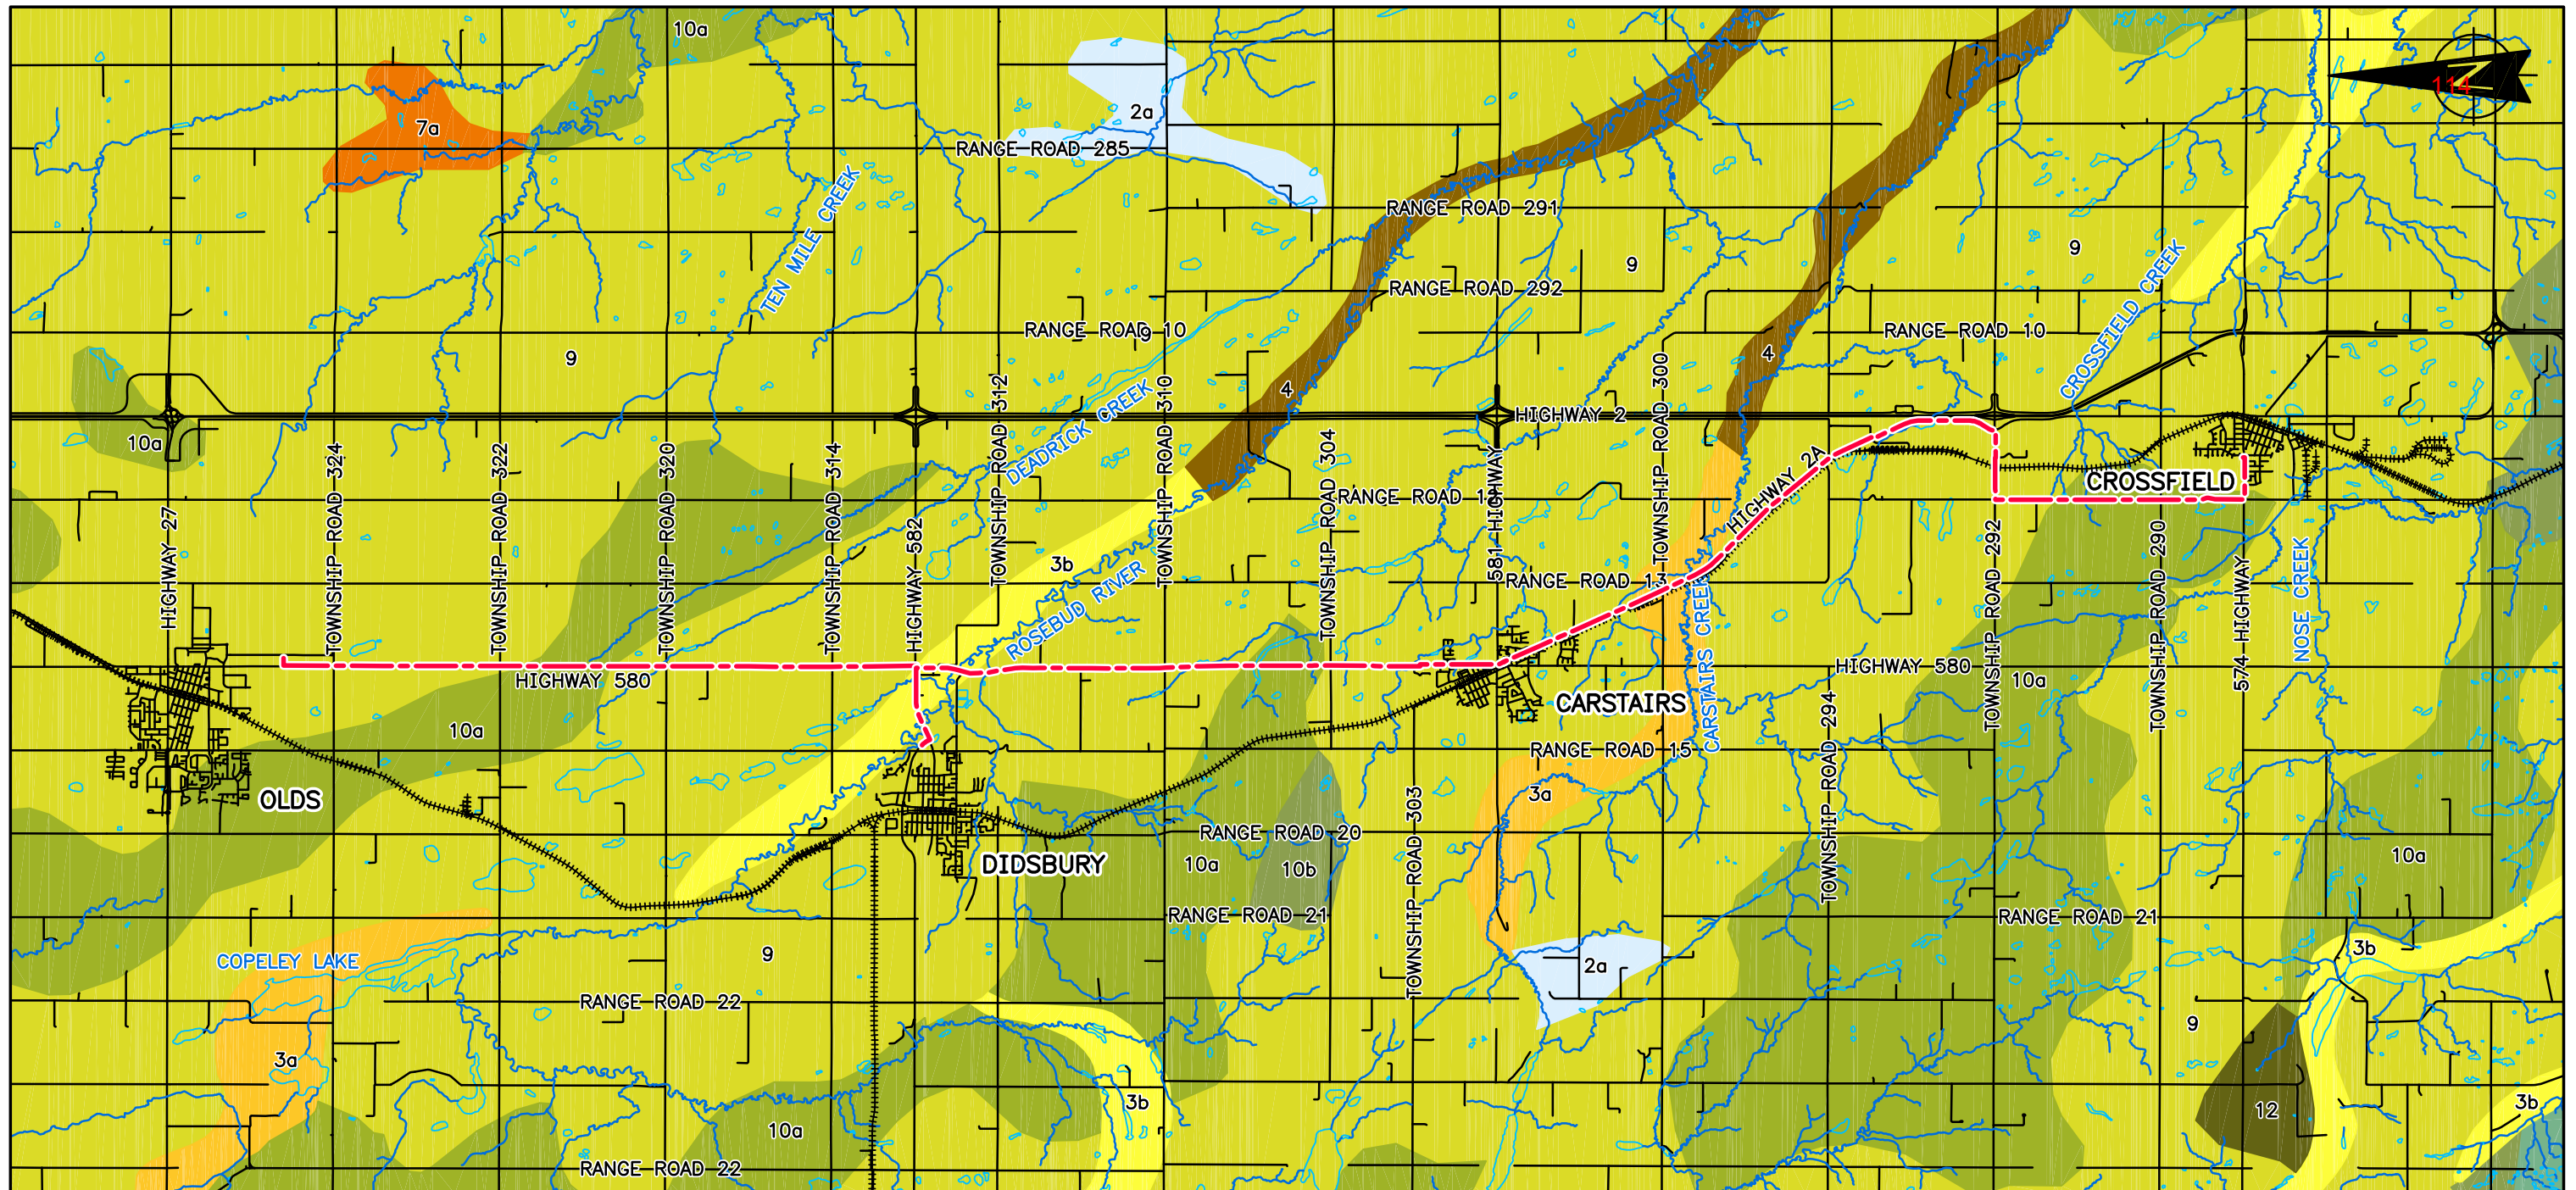 10a
114
7a
2a
RANGE ROAD 285
TEN MILE CREEK
RANGE ROAD 291
9
9
CROSSFIELD CREEK
RANGE ROAD 292
RANGE ROAD 10
9
RANGE ROAD 10
9
4
4
10a
HIGHWAY 2
DEADRICK CREEK
TOWNSHIP ROAD 312
TOWNSHIP ROAD 310
TOWNSHIP ROAD 300
HIGHWAY 2A
CROSSFIELD
HIGHWAY 27
TOWNSHIP ROAD 324
TOWNSHIP ROAD 322
TOWNSHIP ROAD 320
TOWNSHIP ROAD 314
HIGHWAY 582
TOWNSHIP ROAD 304
581 HIGHWAY
3b
ROSEBUD RIVER
RANGE ROAD 13
CARSTAIRS CREEK
CARSTAIRS CREEK
TOWNSHIP ROAD 292
TOWNSHIP ROAD 290
574 HIGHWAY
NOSE CREEK
HIGHWAY 580
HIGHWAY 580
10a
CARSTAIRS
10a
RANGE ROAD 15
TOWNSHIP ROAD 294
OLDS
3a
TOWNSHIP ROAD 303
RANGE ROAD 20
DIDSBURY
10a
10b
10a
RANGE ROAD 21
RANGE ROAD 21
COPELEY LAKE
9
2a
3b
RANGE ROAD 22
9
3a
3b
12
3b
10a
RANGE ROAD 22